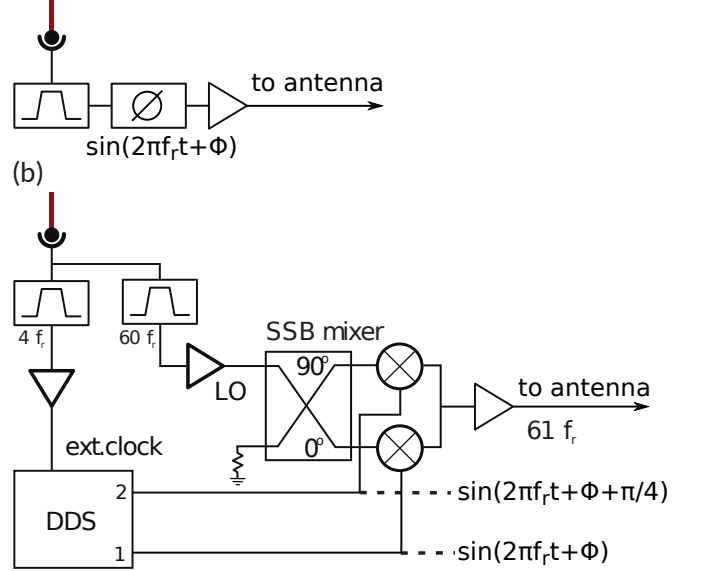 to antenna
sin(2πfrt+Φ)
(b)
4 fr
60 fr
SSB mixer
90°
LO
0°
to antenna
61 fr
ext.clock
DDS
2
sin(2πfrt+Φ+π/4)
1
sin(2πfrt+Φ)